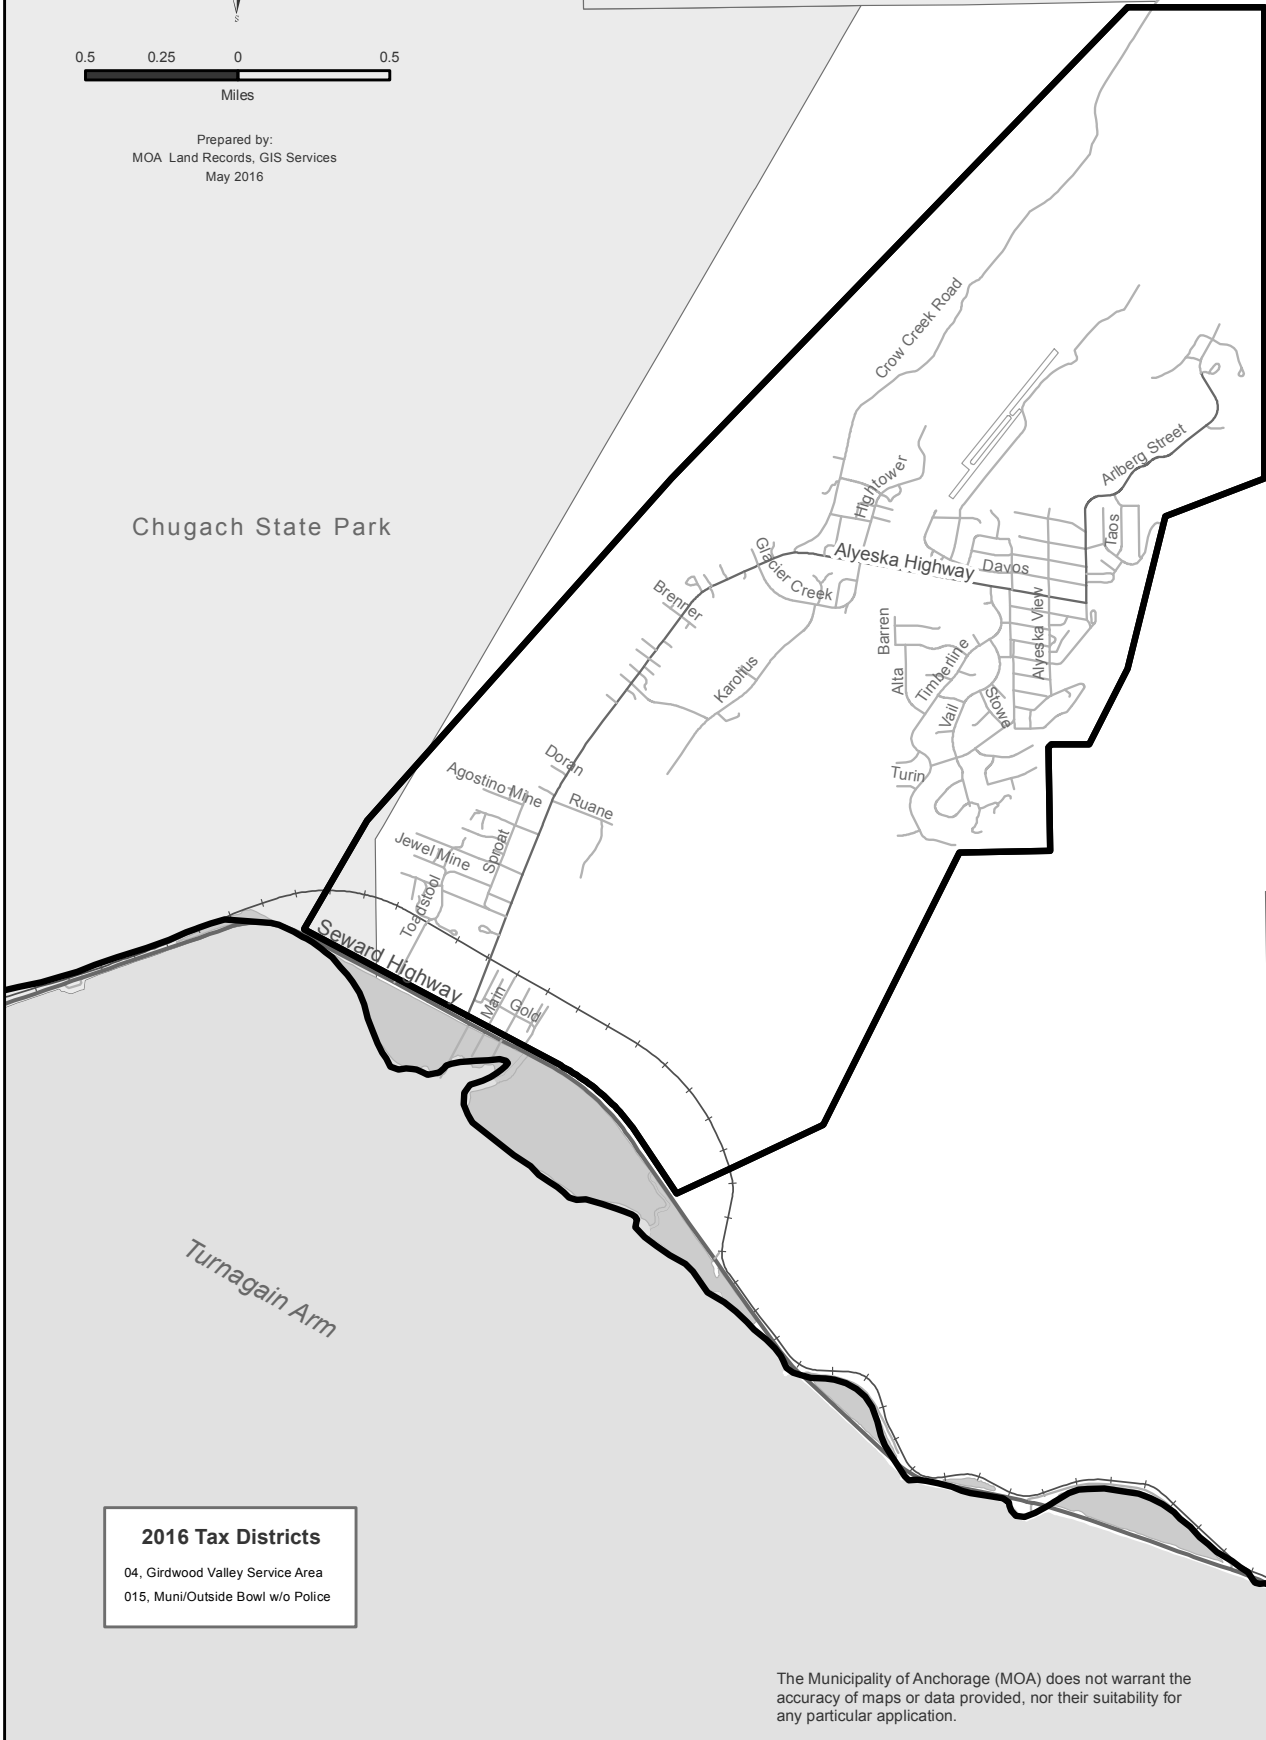 S
0.5 0.25 0 0.5
Miles
Prepared by:
MOA Land Records, GIS Services
May 2016
Crow Creek Road
Arlberg Street
Hightower
Chugach State Park
Taos
Alyeska Highway
Davos
Glacier Creek
Brenner
Alyeska View
Barren
Timberline
Karolius
Alta
Stowe
Vail
Doran
Turin
Agostino Mine
Ruane
Jewel Mine
Sproat
Toadstool
Seward Highway
Main
Gold
Turnagain Arm
2016 Tax Districts
04, Girdwood Valley Service Area
015, Muni/Outside Bowl w/o Police
The Municipality of Anchorage (MOA) does not warrant the
accuracy of maps or data provided, nor their suitability for
any particular application.